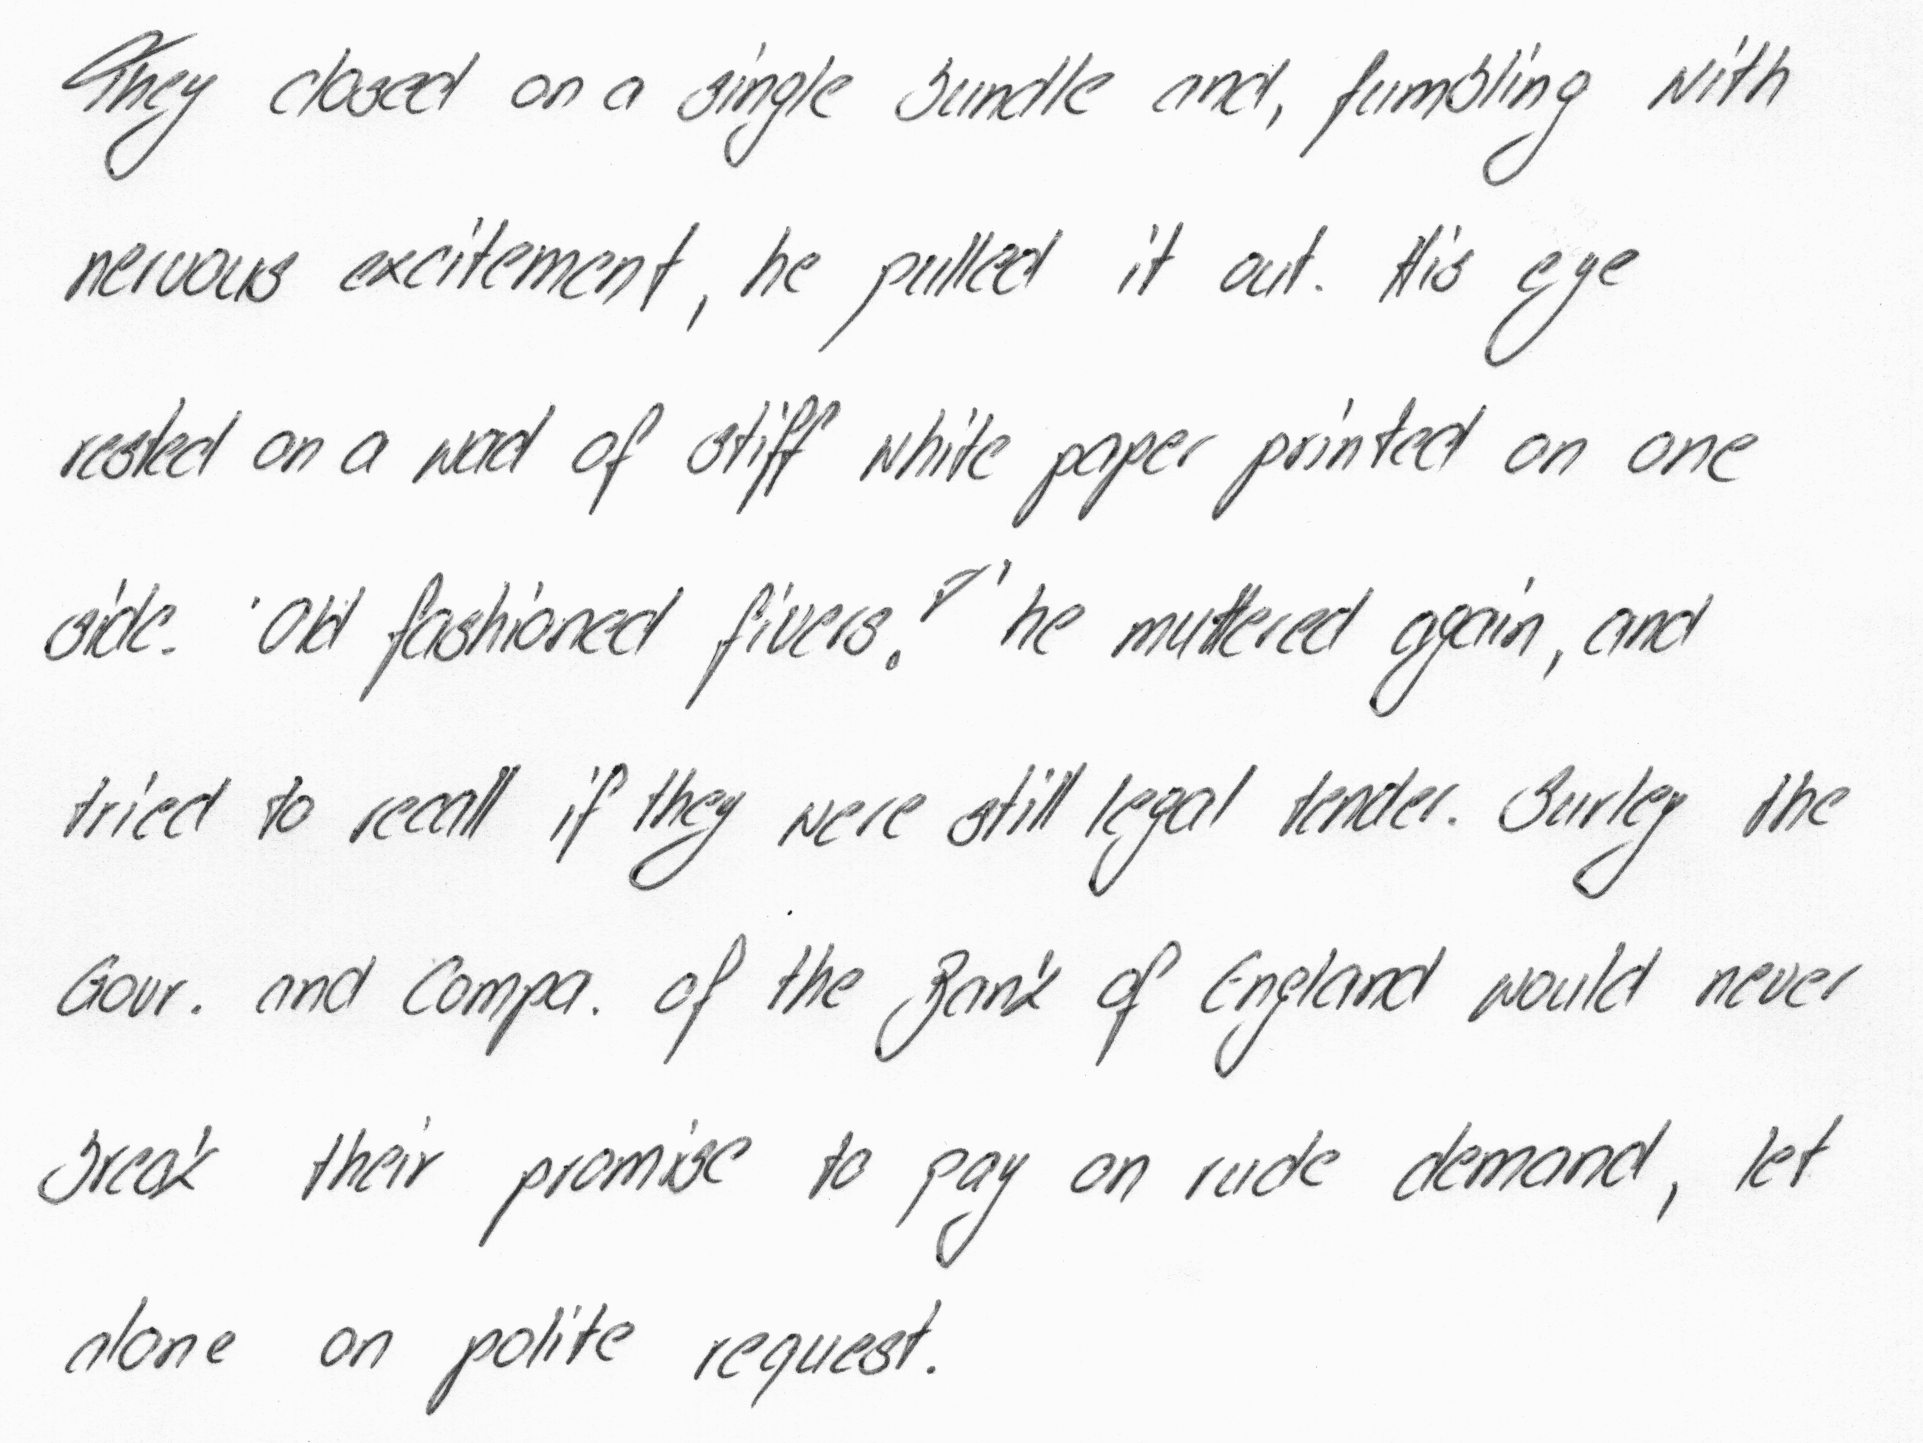 They closed on a single bundle and, fumbling with
nervous excitement, he pulled it out. His eye
rested on a wad of stiff white paper printed on one
side. 'Old fashioned fivers?' he muttered again, and
tried to recall if they were still legal tender. Surley the
Govr. and Compa. of the Bank of England would never
break their promise to pay on rude demand, let
alone on polite request.